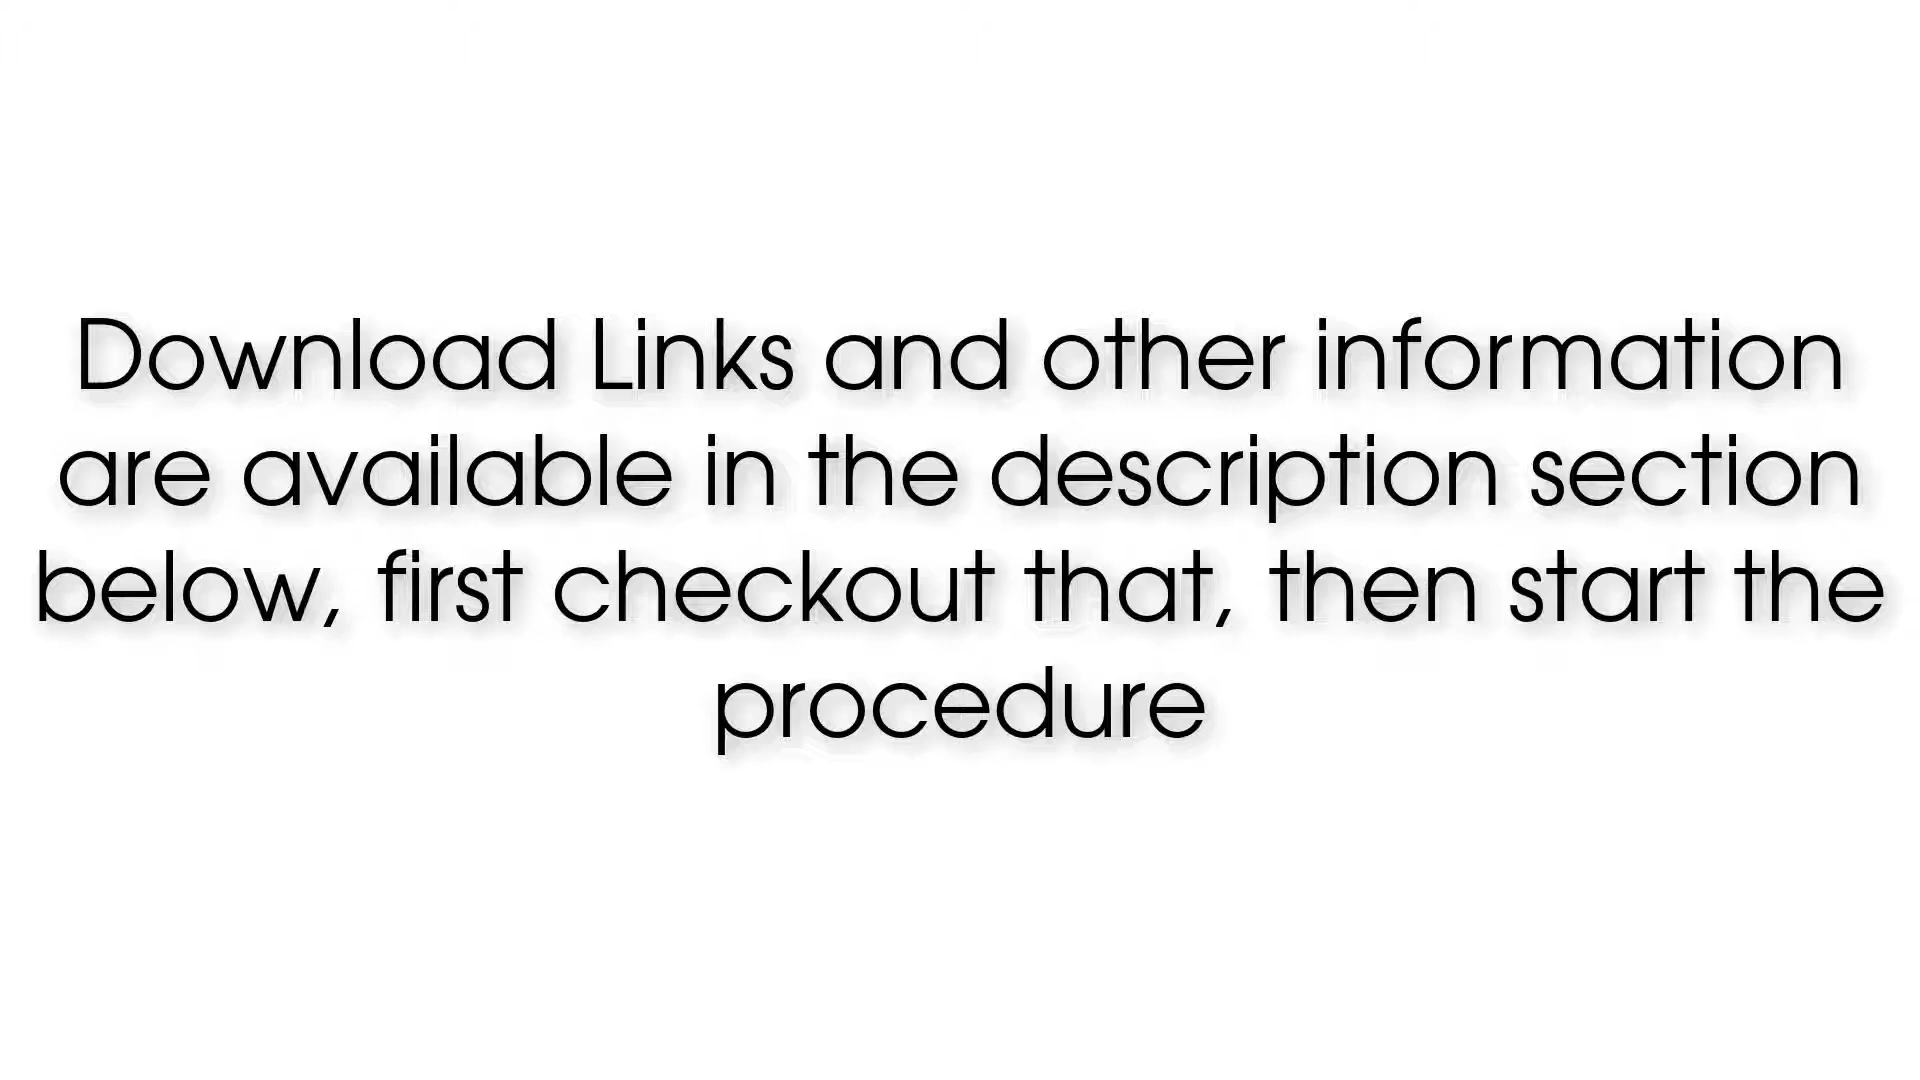 Download Links and other information
are available in the description section
below, first checkout that, then start the
procedure